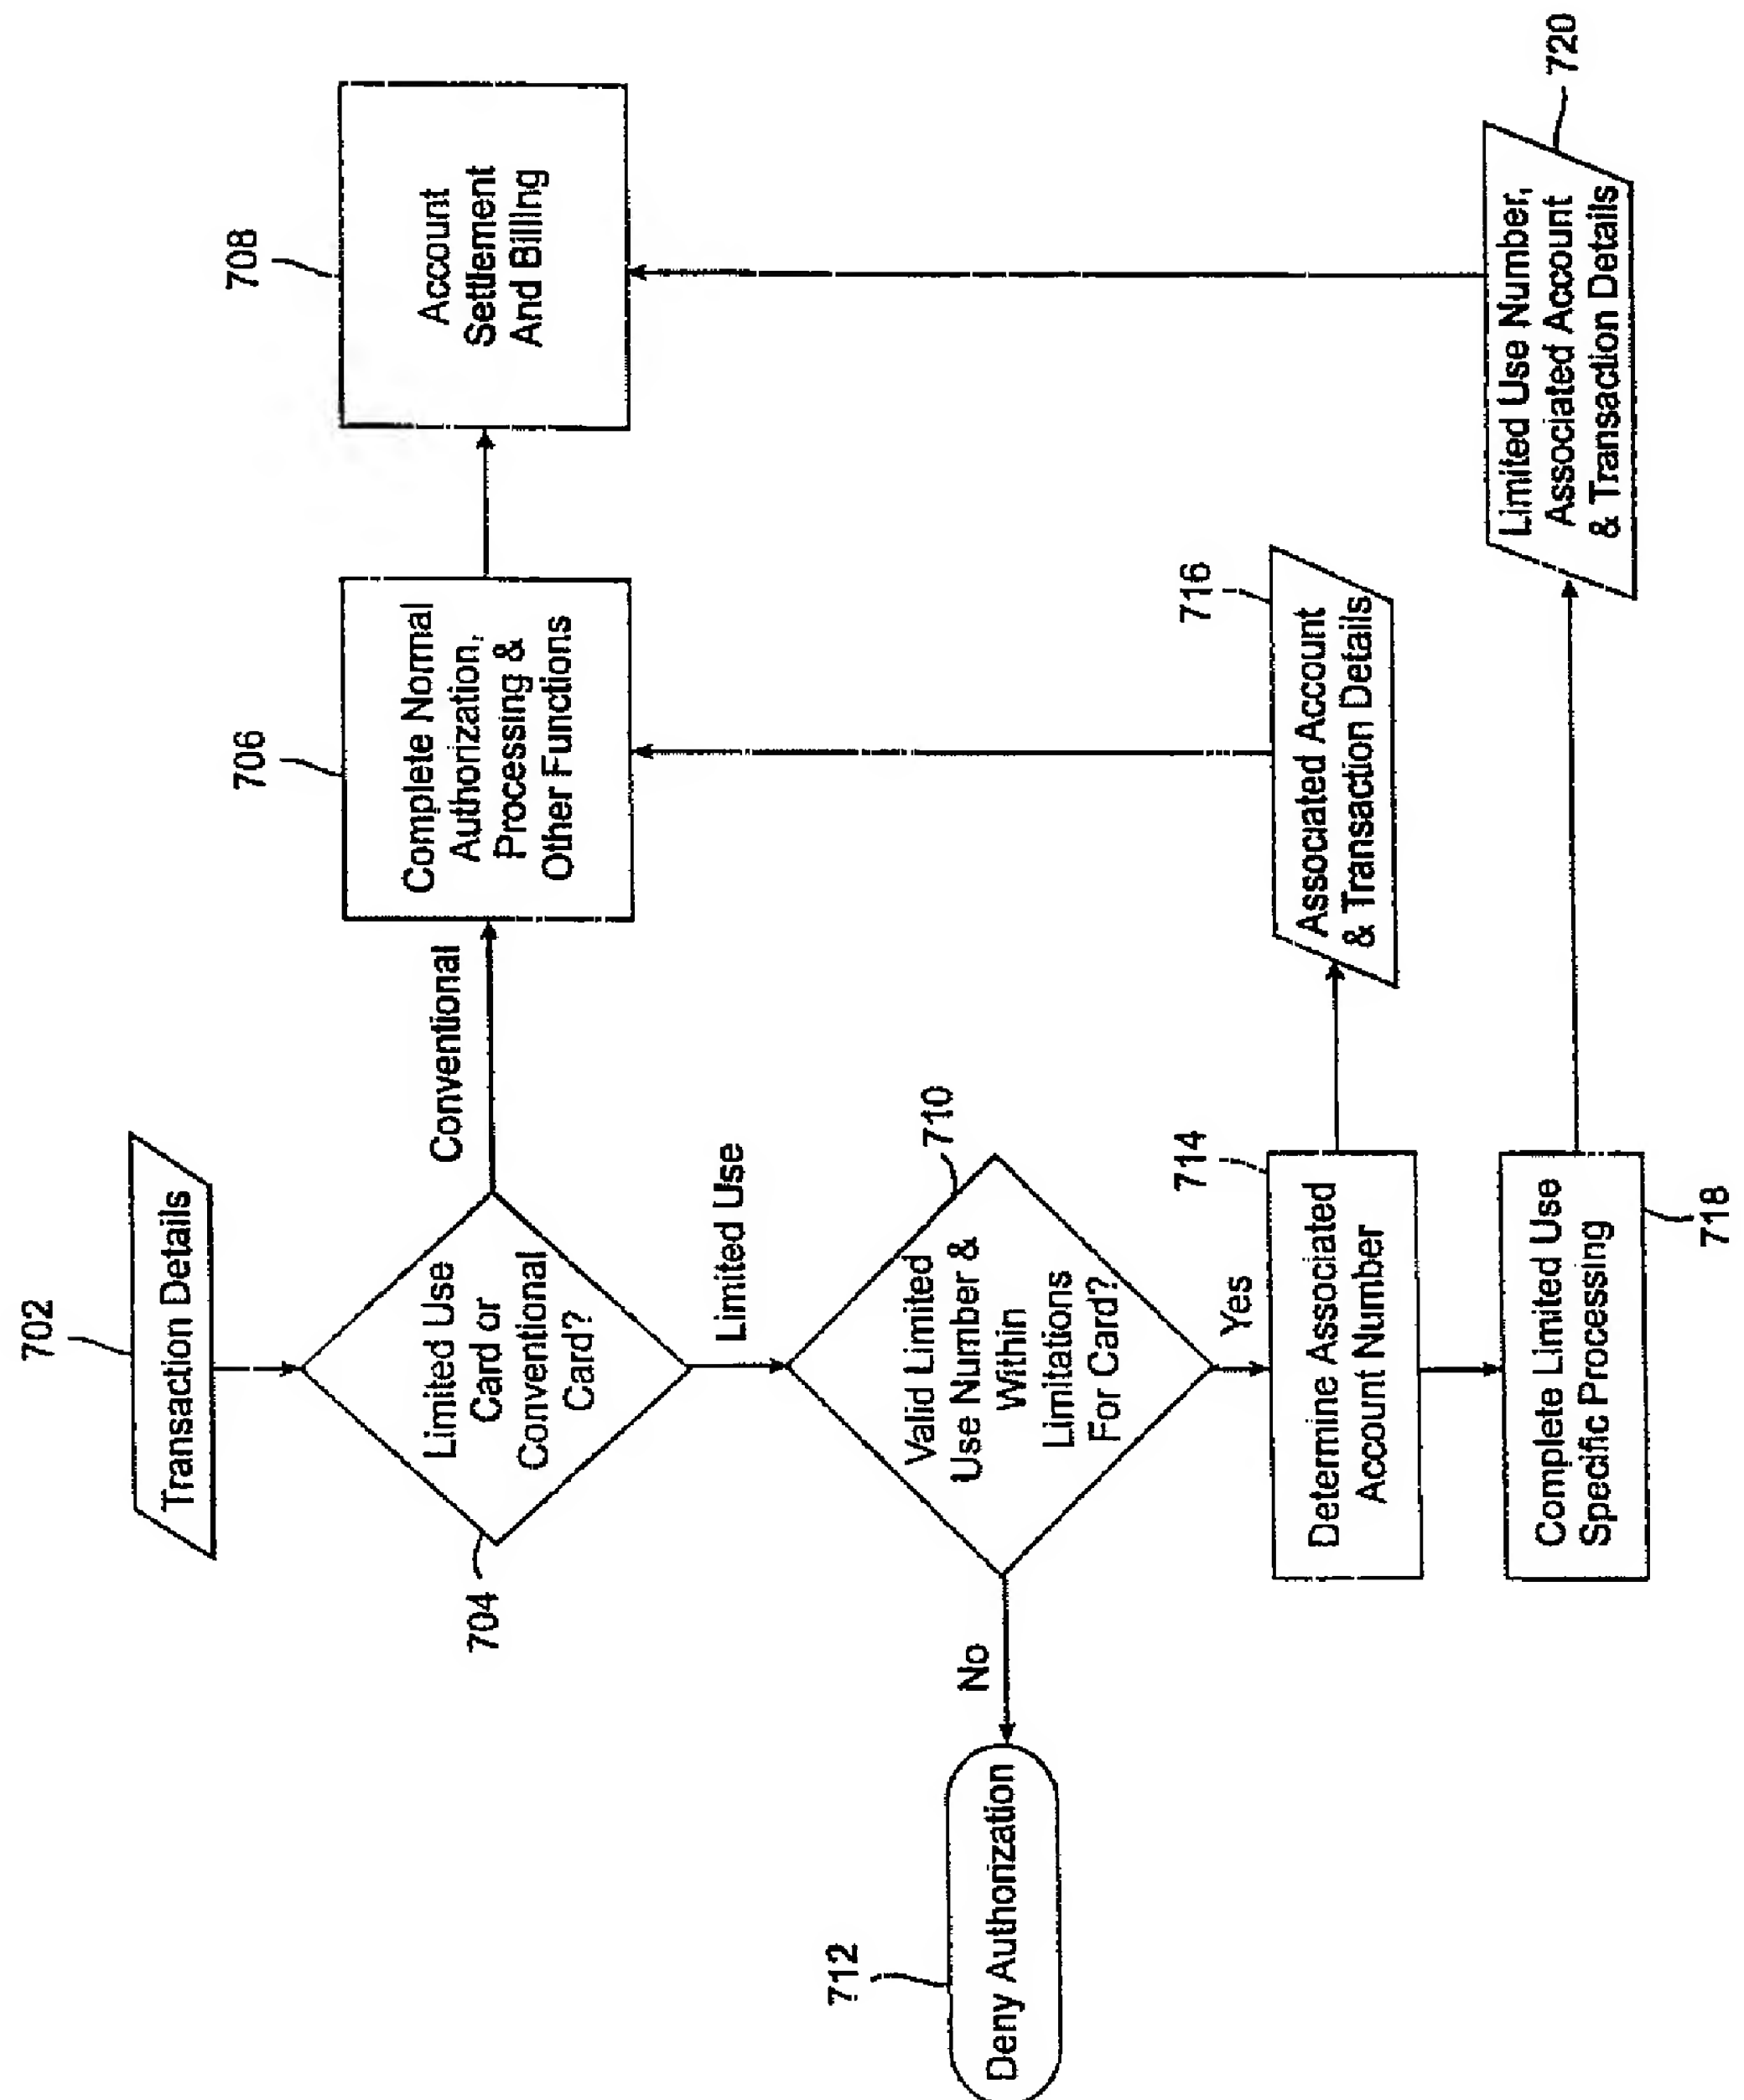 702
Transaction Details
704
Limited Use
Card or
Conventional
Card?
Conventional
706
Complete Normal
Authorization,
Processing &
Other Functions
708
Account
Settlement
And Billing
Limited Use
710
Valid Limited
Use Number &
Within
Limitations
For Card?
No
712
Deny Authorization
Yes
714
Determine Associated
Account Number
716
Associated Account
& Transaction Details
718
Complete Limited Use
Specific Processing
720
Limited Use Number,
Associated Account
& Transaction Details